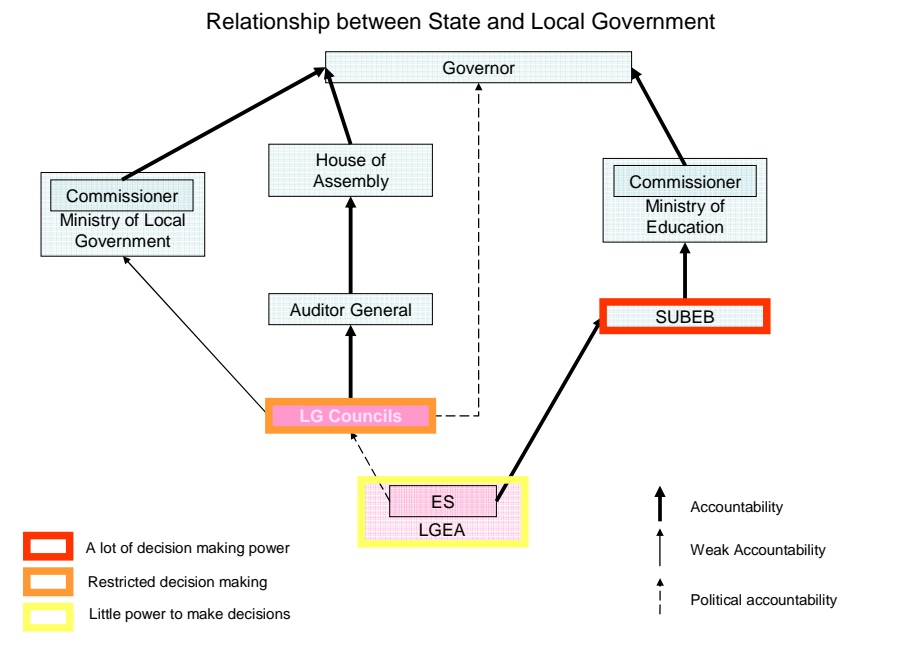 Relationship between State and Local Government
Governor
House of
Assembly
Commissioner
Ministry of Local
Government
Commissioner
Ministry of
Education
Auditor General
SUBEB
LG Councils
ES
LGEA
A lot of decision making power
Restricted decision making
Little power to make decisions
Accountability
Weak Accountability
Political accountability